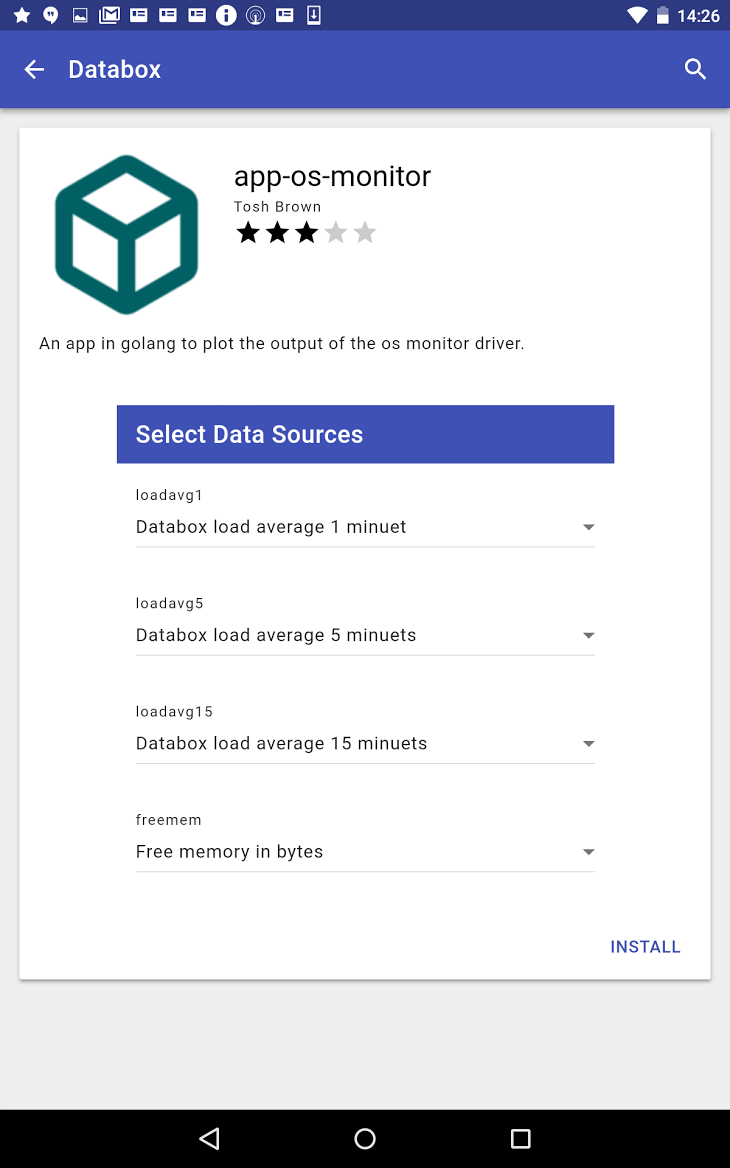 14:26
Databox
app-os-monitor
Tosh Brown
An app in golang to plot the output of the os monitor driver.
Select Data Sources
loadavg1
Databox load average 1 minuet
loadavg5
Databox load average 5 minuets
loadavg15
Databox load average 15 minuets
freemem
Free memory in bytes
INSTALL